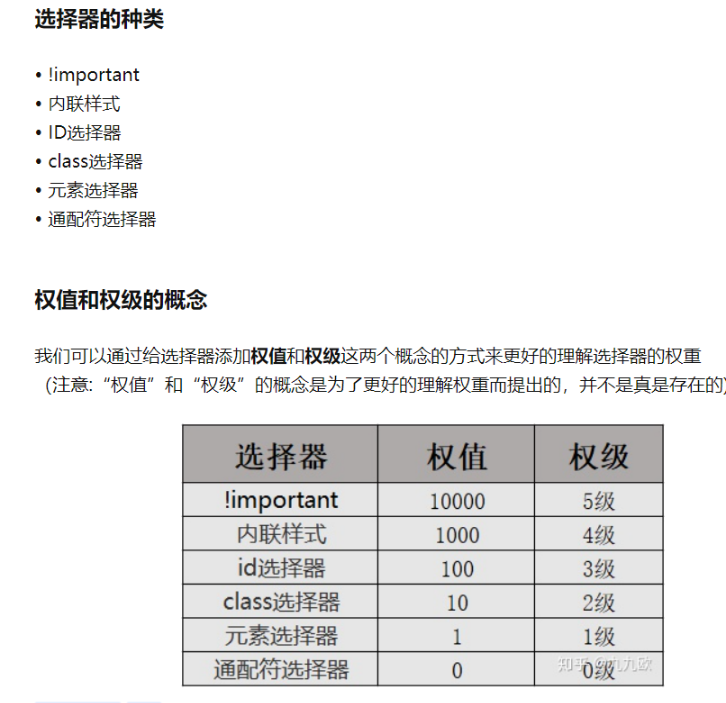 选择器的种类
• !important
• 内联样式
• ID选择器
• class选择器
• 元素选择器
• 通配符选择器
权值和权级的概念
我们可以通过给选择器添加权值和权级这两个概念的方式来更好的理解选择器的权重
（注意:“权值”和“权级”的概念是为了更好的理解权重而提出的，并不是真是存在的)
选择器 权值 权级
!important 10000 5级
内联样式 1000 4级
id选择器 100 3级
class选择器 10 2级
元素选择器 1 1级
通配符选择器 0 0级
知乎 @九九欧